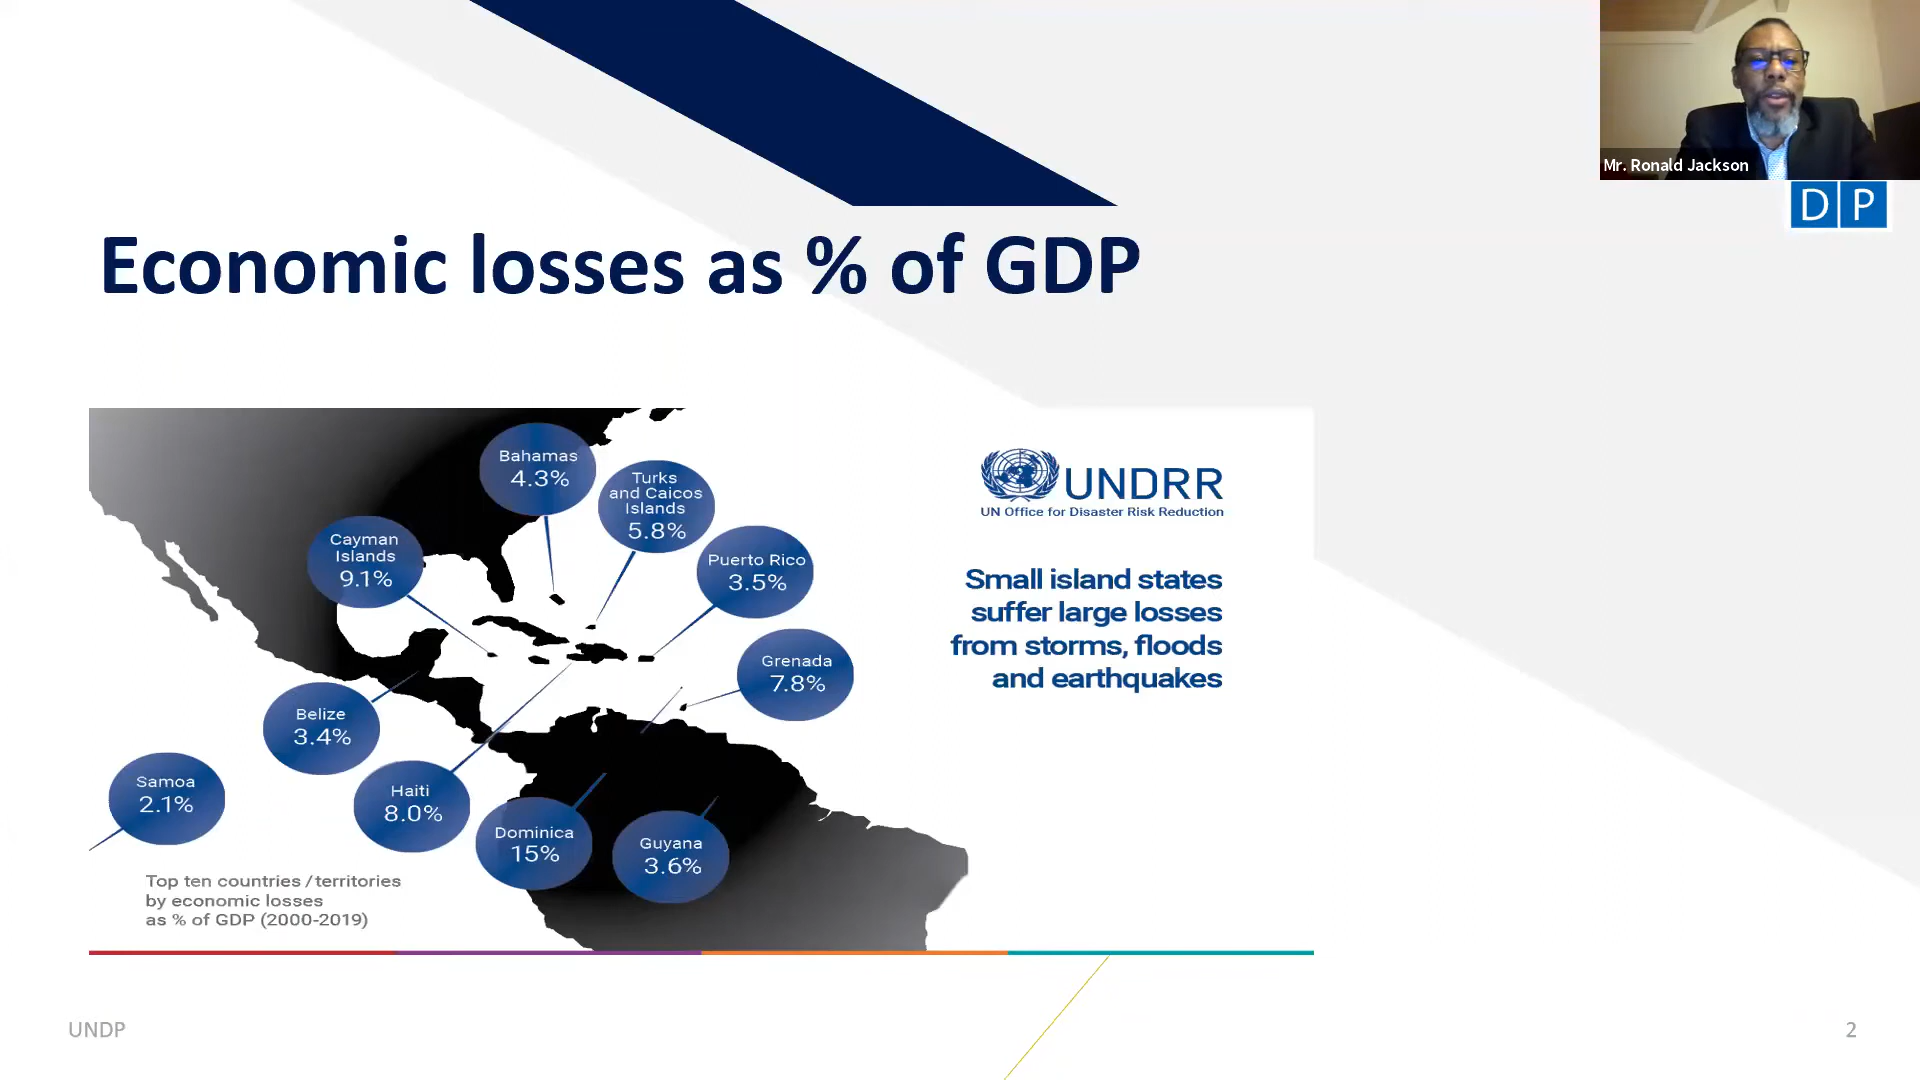 Mr. Ronald Jackson
D P
Economic losses as % of GDP
Bahamas
4.3%
Turks
and Caicos
Islands
5.8%
Cayman
Islands
9.1%
Puerto Rico
3.5%
Grenada
7.8%
Belize
3.4%
Samoa
2.1%
Haiti
8.0%
Dominica
15%
Guyana
3.6%
Top ten countries/territories
by economic losses
as % of GDP (2000-2019)
UNDRR
UN Office for Disaster Risk Reduction
Small island states
suffer large losses
from storms, floods
and earthquakes
UNDP
2